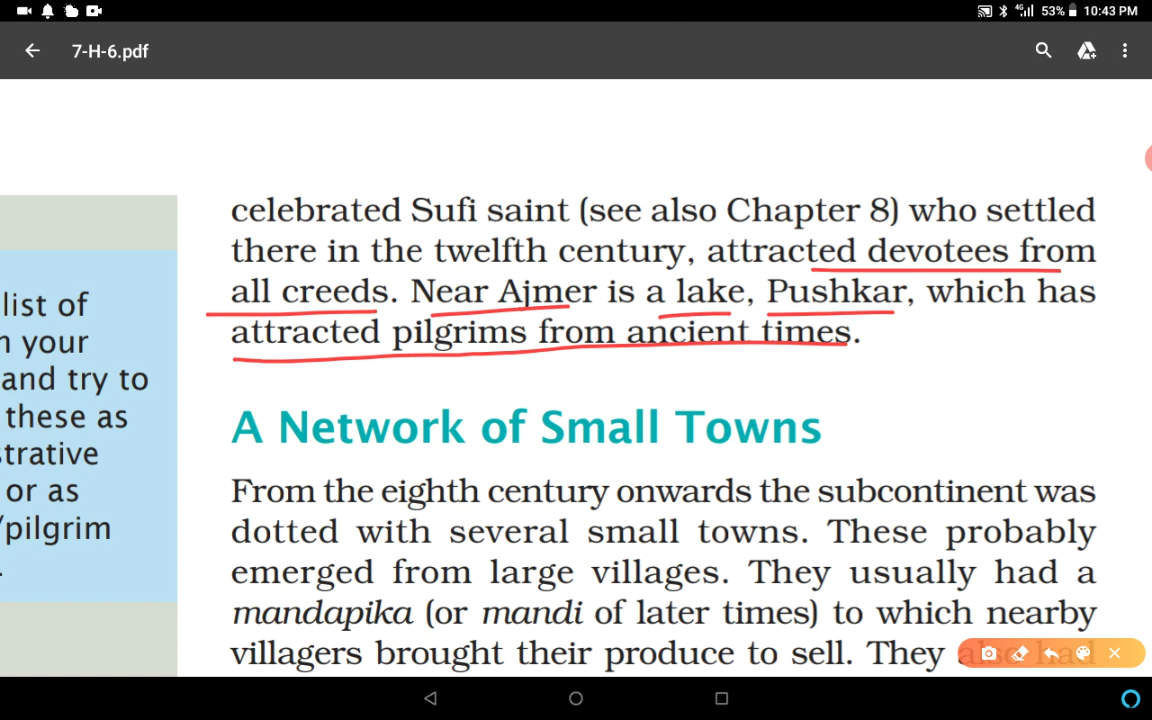 4G 53% 10:43 PM
7-H-6.pdf
celebrated Sufi saint (see also Chapter 8) who settled
there in the twelfth century, attracted devotees from
all creeds. Near Ajmer is a lake, Pushkar, which has
attracted pilgrims from ancient times.
list of
n your
and try to
these as
strative
or as
/pilgrim
.
A Network of Small Towns
From the eighth century onwards the subcontinent was
dotted with several small towns. These probably
emerged from large villages. They usually had a
mandapika (or mandi of later times) to which nearby
villagers brought their produce to sell. They also had